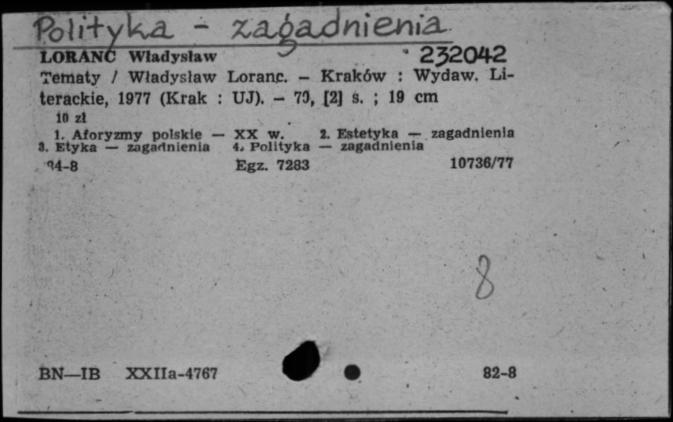 Polityka - zagadnienia
LORANC Władysław 232042
Tematy / Władysław Loranc. — Kraków : Wydaw. Li-
terackie, 1977 (Krak : UJ). — 70, [2] s. ; 19 cm
10 zł
1. Aforyzmy polskie — XX w. 2. Estetyka — zagadnienia
3. Etyka — zagadnienia 4. Polityka — zagadnienia
84-8 Egz. 7283 10736/77
8
BN—IB XXIIa-4767 82-8